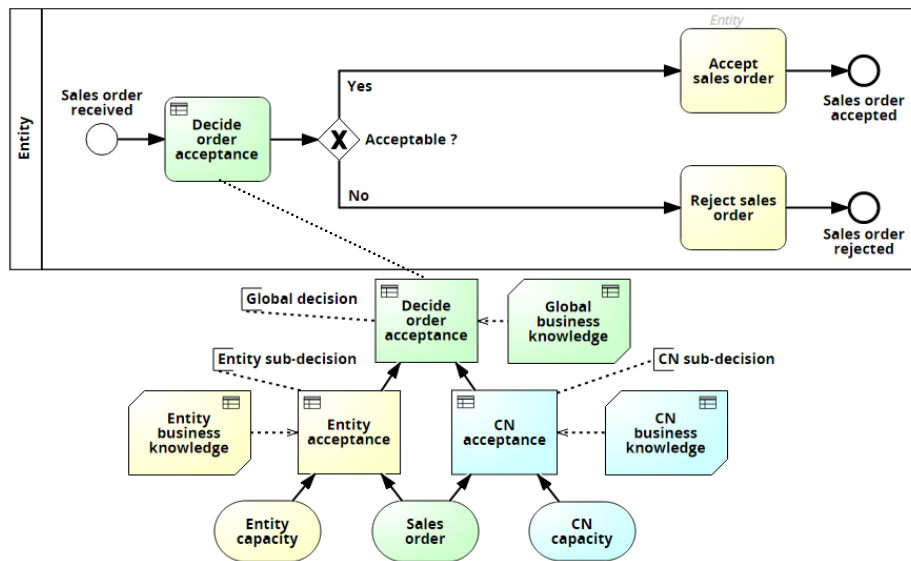 Entity
Entity
Sales order
received
Decide
order
acceptance
Yes
Acceptable ?
No
Accept
sales order
Sales order
accepted
Reject sales
order
Sales order
rejected
Global decision
Decide
order
acceptance
Global
business
knowledge
Entity sub-decision
CN sub-decision
Entity
business
knowledge
Entity
acceptance
CN
acceptance
CN
business
knowledge
Entity
capacity
Sales
order
CN
capacity